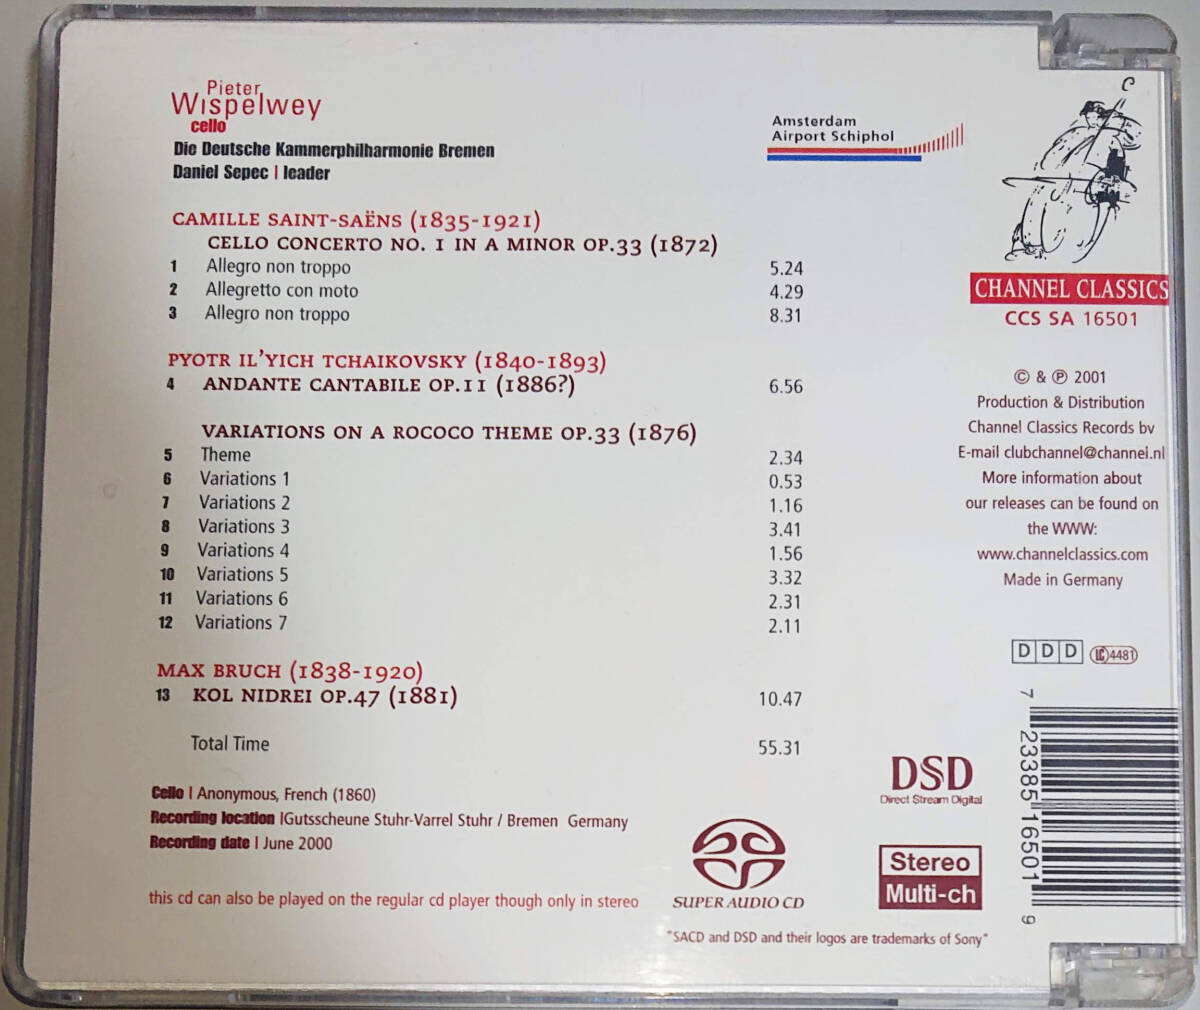 Pieter
Wispelwey
cello
Die Deutsche Kammerphilharmonie Bremen
Daniel Sepec | leader
CAMILLE SAINT-SAËNS (1835-1921)
CELLO CONCERTO NO. 1 IN A MINOR OP.33 (1872)
1 Allegro non troppo 5.24
2 Allegretto con moto 4.29
3 Allegro non troppo 8.31
PYOTR IL'YICH TCHAIKOVSKY (1840-1893)
4 ANDANTE CANTABILE OP.11 (1886?) 6.56
VARIATIONS ON A ROCOCO THEME OP.33 (1876)
5 Theme 2.34
6 Variations 1 0.53
7 Variations 2 1.16
8 Variations 3 3.41
9 Variations 4 1.56
10 Variations 5 3.32
11 Variations 6 2.31
12 Variations 7 2.11
MAX BRUCH (1838-1920)
13 KOL NIDREI OP.47 (1881) 10.47
Total Time 55.31
Cello | Anonymous, French (1860)
Recording location |Gutsscheune Stuhr-Varrel Stuhr / Bremen Germany
Recording date | June 2000
this cd can also be played on the regular cd player though only in stereo
Amsterdam
Airport Schiphol
C
CHANNEL CLASSICS
CCS SA 16501
© & ℗ 2001
Production & Distribution
Channel Classics Records bv
E-mail clubchannel@channel.nl
More information about
our releases can be found on
the WWW:
www.channelclassics.com
Made in Germany
DDD LC 4481
7 23385 16501 9
DSD
Direct Stream Digital
SUPER AUDIO CD
Stereo
Multi-ch
"SACD and DSD and their logos are trademarks of Sony"